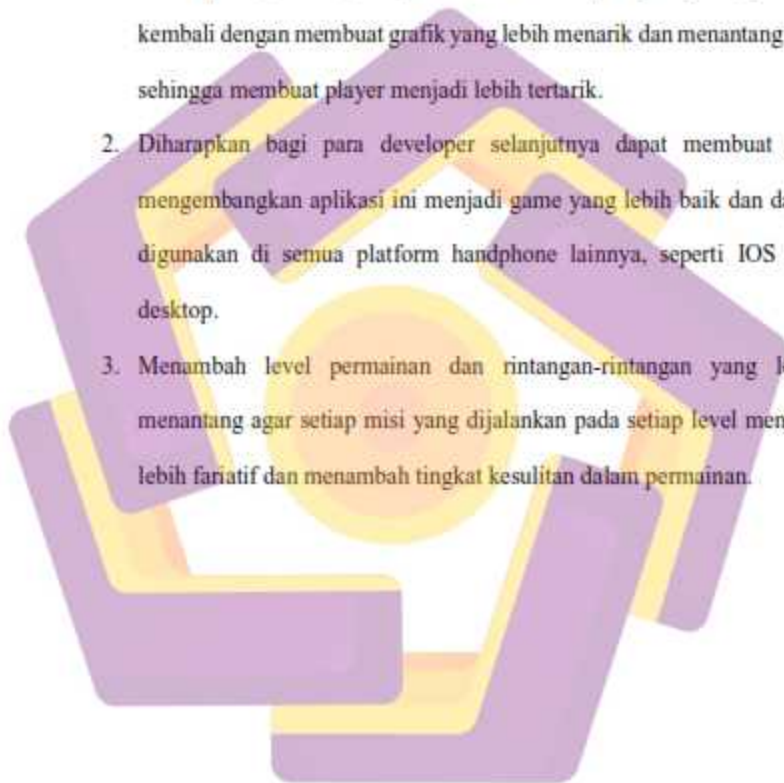 kembali dengan membuat grafik yang lebih menarik dan menantang
sehingga membuat player menjadi lebih tertarik.
2. Diharapkan bagi para developer selanjutnya dapat membuat
mengembangkan aplikasi ini menjadi game yang lebih baik dan da
digunakan di semua platform handphone lainnya, seperti IOS
desktop.
3. Menambah level permainan dan rintangan-rintangan yang l
menantang agar setiap misi yang dijalankan pada setiap level men
lebih fariatif dan menambah tingkat kesulitan dalam permainan.